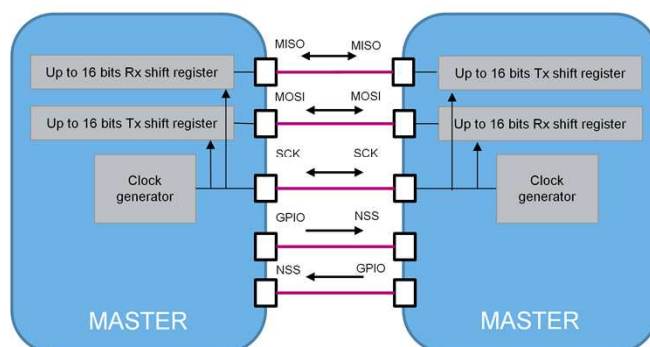 MISO MISO
Up to 16 bits Rx shift register
Up to 16 bits Tx shift register
MOSI MOSI
Up to 16 bits Tx shift register
Up to 16 bits Rx shift register
SCK SCK
Clock
generator
Clock
generator
GPIO NSS
NSS GPIO
MASTER
MASTER